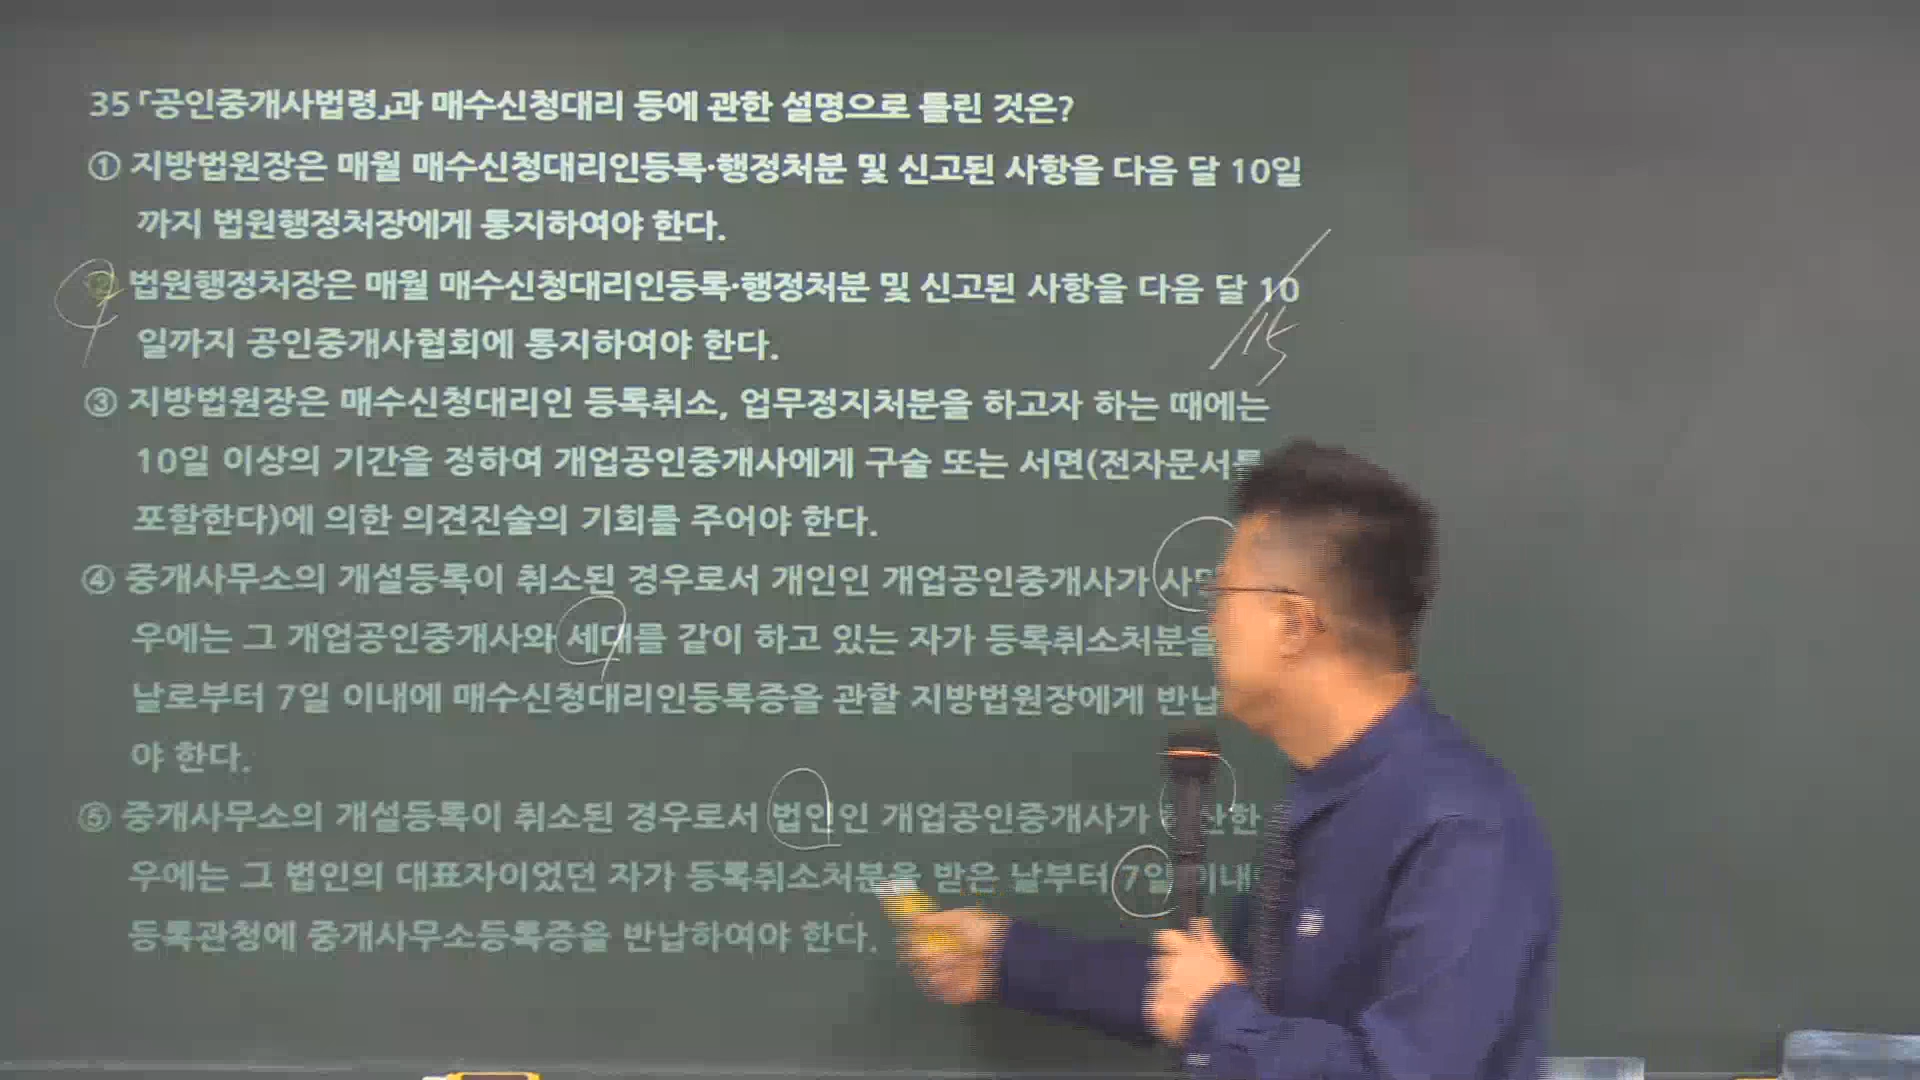 35 「공인중개사법령」과 매수신청대리 등에 관한 설명으로 틀린 것은?
① 지방법원장은 매월 매수신청대리인등록·행정처분 및 신고된 사항을 다음 달 10일
까지 법원행정처장에게 통지하여야 한다.
② 법원행정처장은 매월 매수신청대리인등록·행정처분 및 신고된 사항을 다음 달 10
15
일까지 공인중개사협회에 통지하여야 한다.
③ 지방법원장은 매수신청대리인 등록취소, 업무정지처분을 하고자 하는 때에는
10일 이상의 기간을 정하여 개업공인중개사에게 구술 또는 서면(전자문서를
포함한다)에 의한 의견진술의 기회를 주어야 한다.
④ 중개사무소의 개설등록이 취소된 경우로서 개인인 개업공인중개사가
우에는 그 개업공인중개사와 세대를 같이 하고 있는 자가 등록취소처분을
날로부터 7일 이내에 매수신청대리인등록증을 관할 지방법원장에게 반납
야 한다.
⑤ 중개사무소의 개설등록이 취소된 경우로서 법인인 개업공인중개사가 산한
우에는 그 법인의 대표자이었던 자가 등록취소처분을 받은 날부터 7일 이내
등록관청에 중개사무소등록증을 반납하여야 한다.